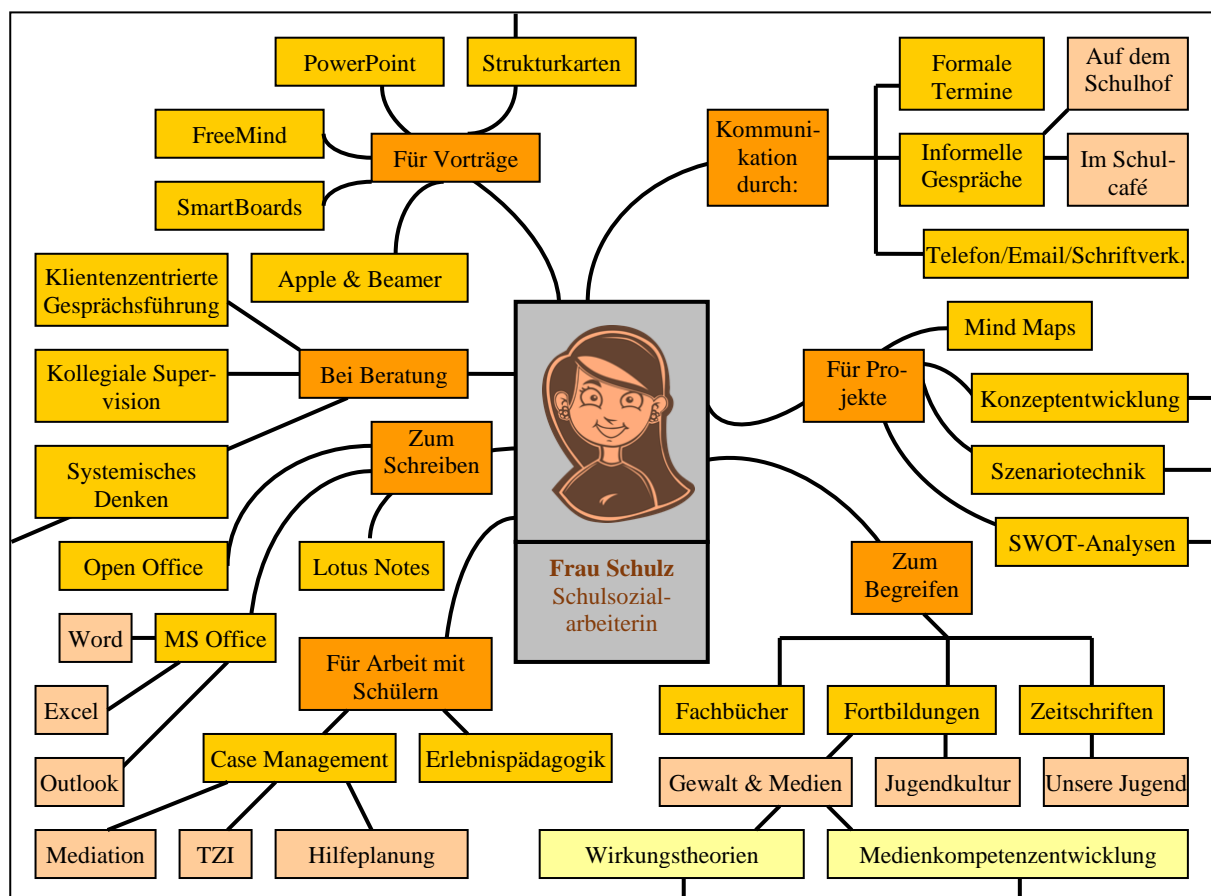 PowerPoint
Strukturkarten
FreeMind
Für Vorträge
SmartBoards
Apple & Beamer
Kommuni-
kation
durch:
Formale
Termine
Auf dem
Schulhof
Informelle
Gespräche
Im Schul-
café
Telefon/Email/Schriftverk.
Klientenzentrierte
Gesprächsführung
Bei Beratung
Kollegiale Super-
vision
Systemisches
Denken
Zum
Schreiben
Open Office
Lotus Notes
MS Office
Word
Excel
Outlook
Frau Schulz
Schulsozial-
arbeiterin
Für Pro-
jekte
Mind Maps
Konzeptentwicklung
Szenariotechnik
SWOT-Analysen
Zum
Begreifen
Fachbücher
Fortbildungen
Zeitschriften
Gewalt & Medien
Jugendkultur
Unsere Jugend
Wirkungstheorien
Medienkompetenzentwicklung
Für Arbeit mit
Schülern
Case Management
Erlebnispädagogik
Mediation
TZI
Hilfeplanung